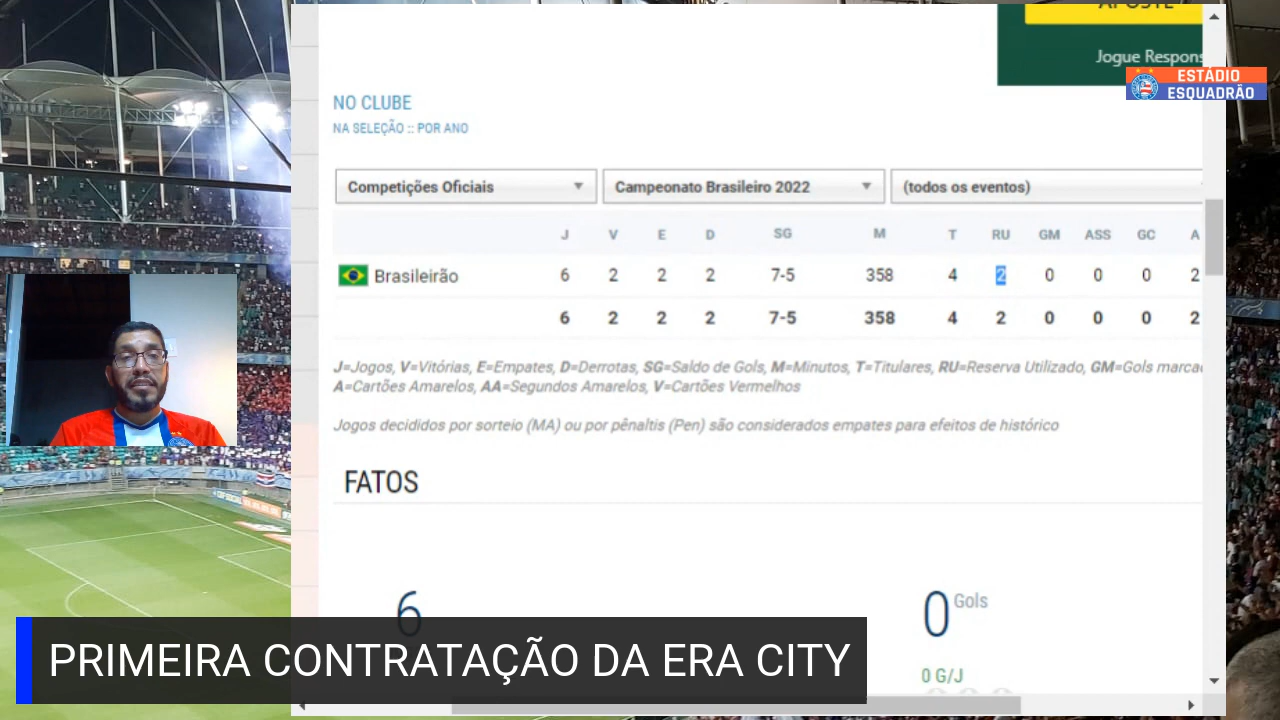 APOSTE
Jogue Respons
ESTÁDIO
ESQUADRÃO
NO CLUBE
NA SELEÇÃO :: POR ANO
Competições Oficiais
Campeonato Brasileiro 2022
(todos os eventos)
J V E D SG M T RU GM ASS GC A
Brasileirão 6 2 2 2 7-5 358 4 2 0 0 0 2
6 2 2 2 7-5 358 4 2 0 0 0 2
J=Jogos, V=Vitórias, E=Empates, D=Derrotas, SG=Saldo de Gols, M=Minutos, T=Titulares, RU=Reserva Utilizado, GM=Gols marca
A=Cartões Amarelos, AA=Segundos Amarelos, V=Cartões Vermelhos
Jogos decididos por sorteio (MA) ou por pênaltis (Pen) são considerados empates para efeitos de histórico
FATOS
6
0 Gols
0 G/J
PRIMEIRA CONTRATAÇÃO DA ERA CITY